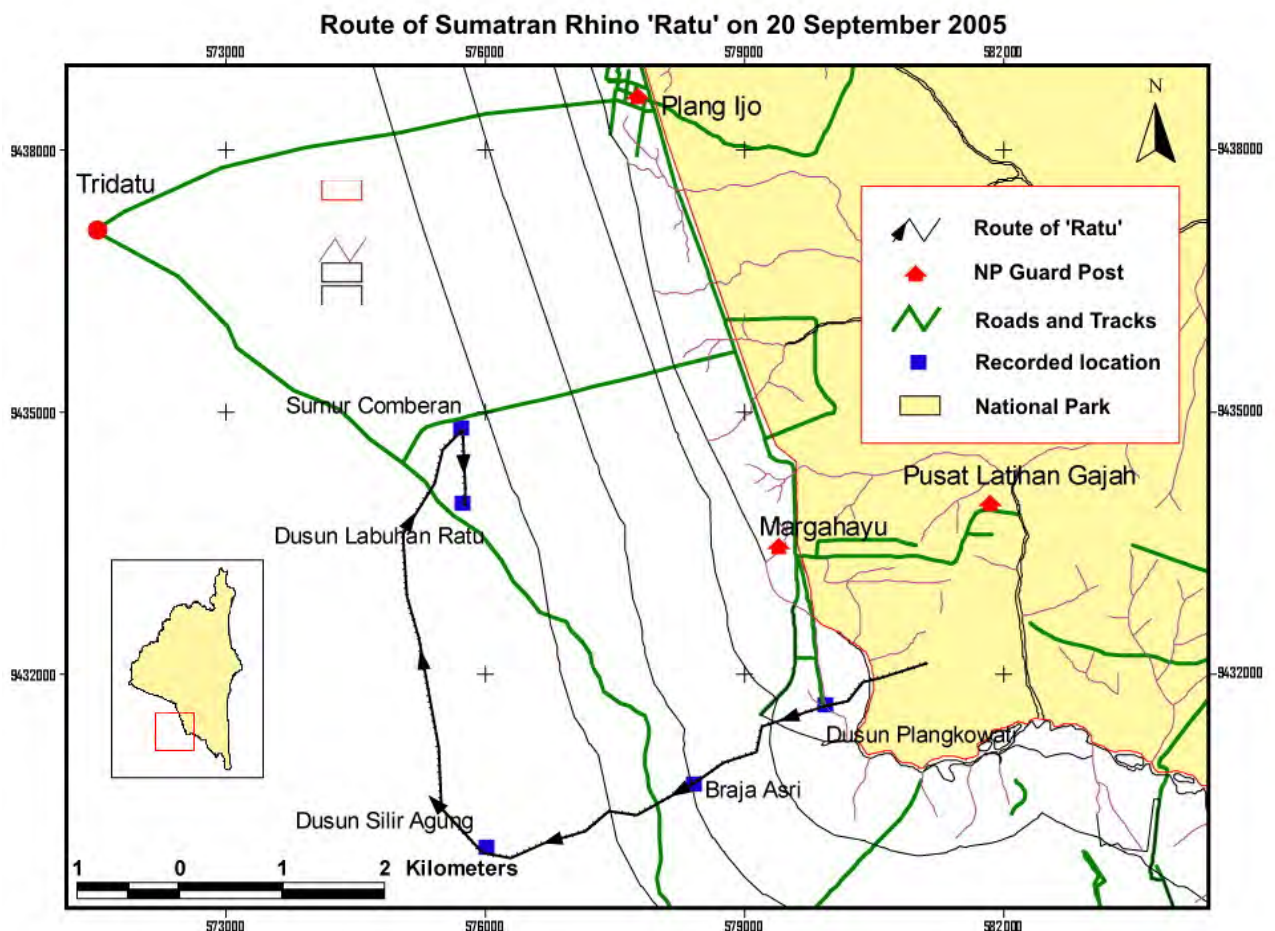 Route of Sumatran Rhino 'Ratu' on 20 September 2005
573000 576000 579000 582000
Plang Ijo
N
9438000 9438000
Tridatu
Route of 'Ratu'
NP Guard Post
Roads and Tracks
Recorded location
National Park
Sumur Comberan
9435000 9435000
Pusat Latihan Gajah
Margahayu
Dusun Labuhan Ratu
9432000 9432000
Dusun Plangkowati
Braja Asri
Dusun Silir Agung
1 0 1 2 Kilometers
573000 576000 579000 582000